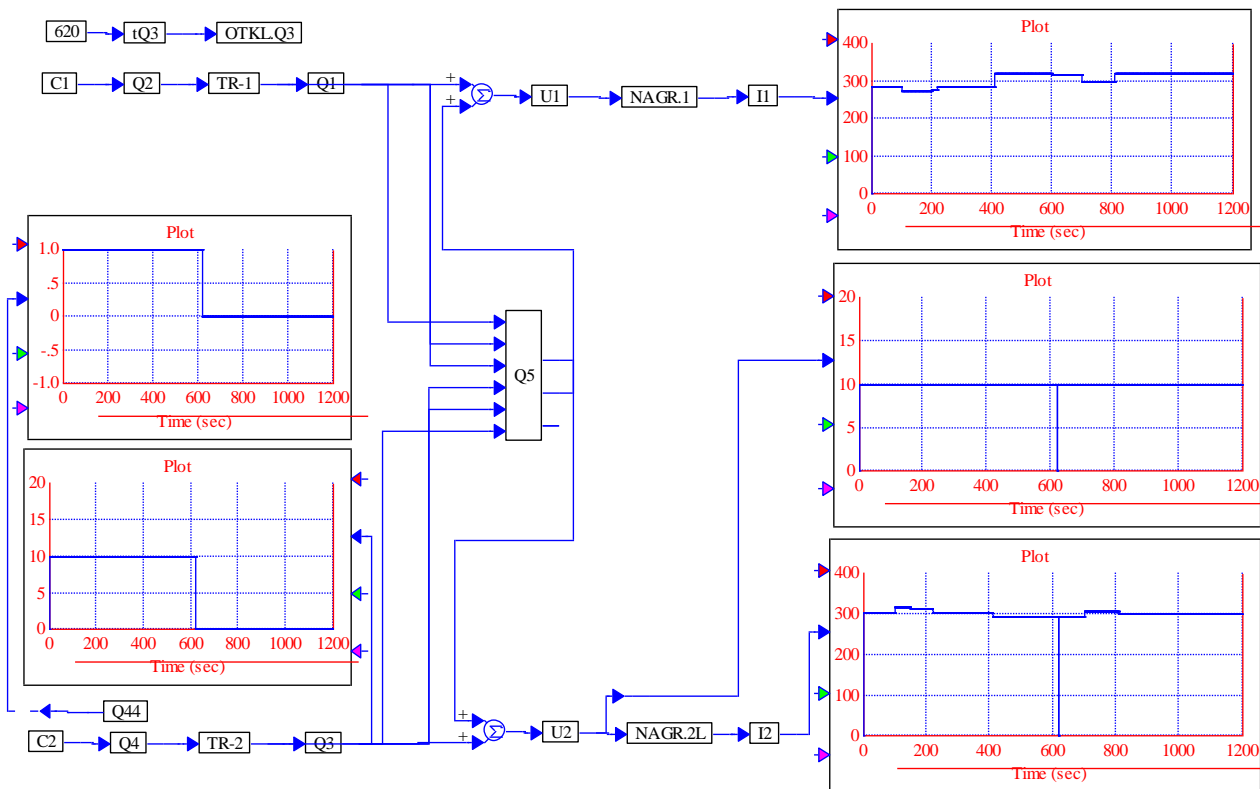 620 tQ3 OTKL.Q3
C1 Q2 TR-1 Q1
+
+
Σ
U1 NAGR.1 I1
Plot
400
300
200
100
0
0 200 400 600 800 1000 1200
Time (sec)
Plot
1.0
.5
0
-.5
-1.0
0 200 400 600 800 1000 1200
Time (sec)
Q5
Plot
20
15
10
5
0
0 200 400 600 800 1000 1200
Time (sec)
Plot
20
15
10
5
0
0 200 400 600 800 1000 1200
Time (sec)
Q44
C2 Q4 TR-2 Q3
+
+
Σ
U2 NAGR.2L I2
Plot
400
300
200
100
0
0 200 400 600 800 1000 1200
Time (sec)